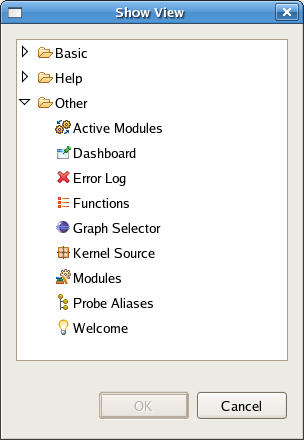 Show View
Basic
Help
Other
Active Modules
Dashboard
Error Log
Functions
Graph Selector
Kernel Source
Modules
Probe Aliases
Welcome
OK
Cancel